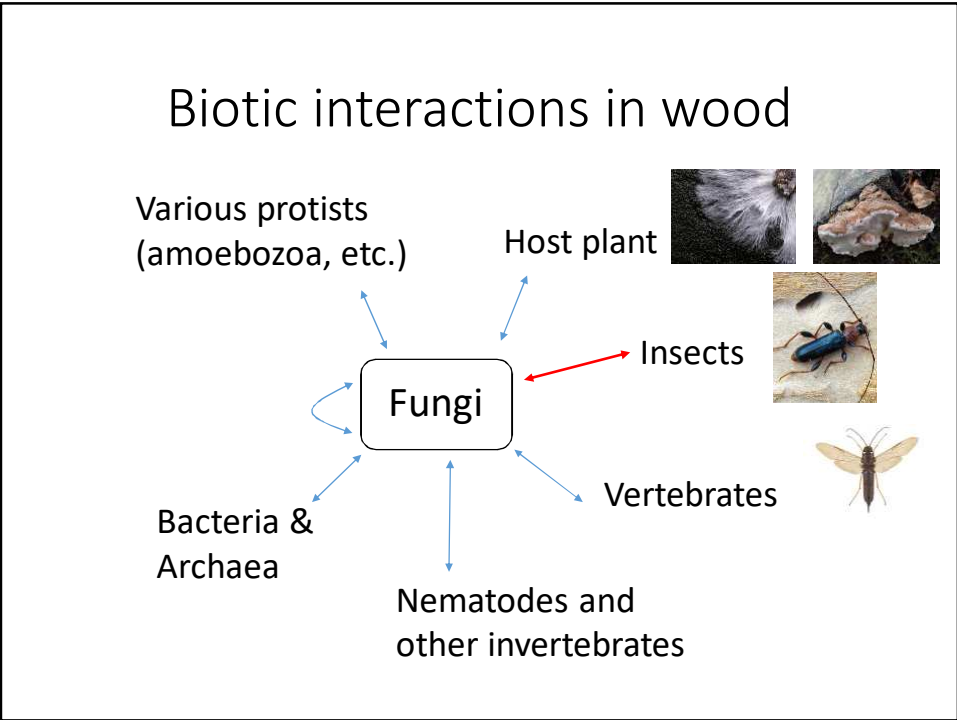 Biotic interactions in wood
Various protists
(amoebozoa, etc.)
Host plant
Insects
Fungi
Vertebrates
Bacteria &
Archaea
Nematodes and
other invertebrates